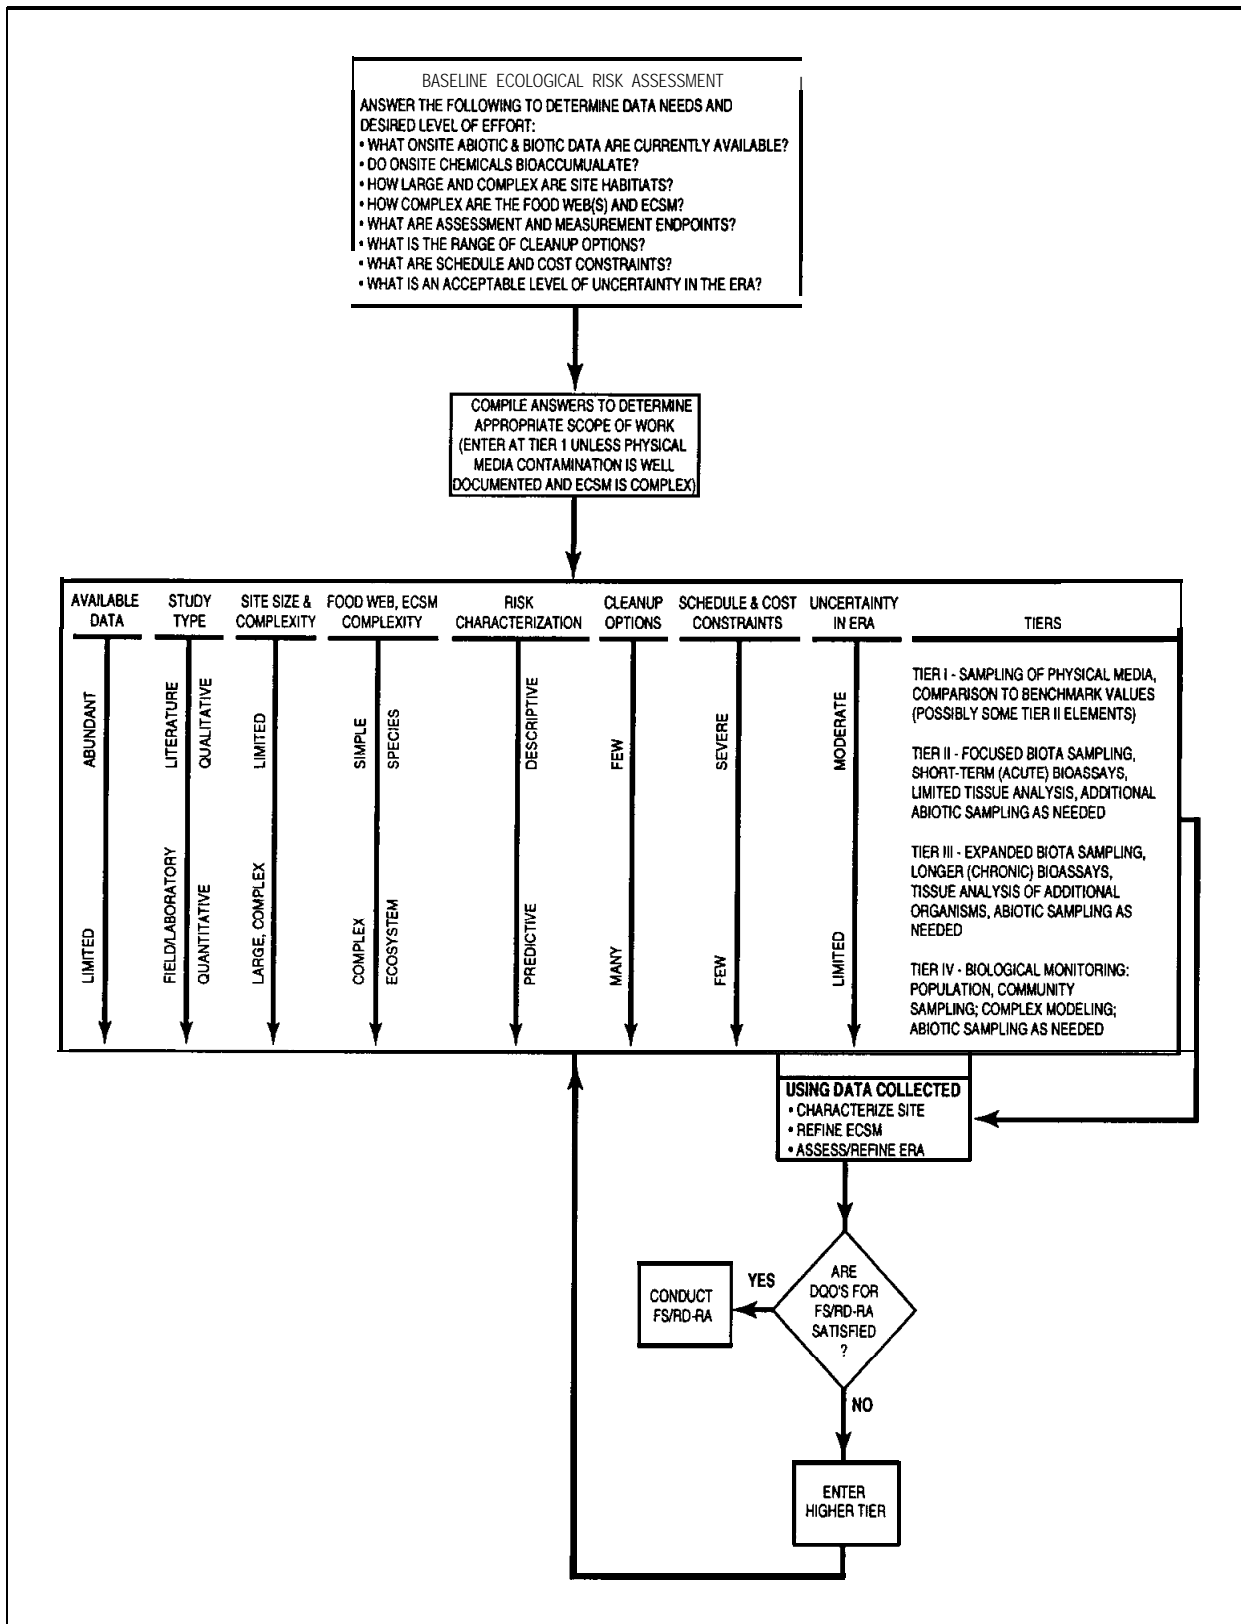 BASELINE ECOLOGICAL RISK ASSESSMENT
ANSWER THE FOLLOWING TO DETERMINE DATA NEEDS AND
DESIRED LEVEL OF EFFORT:
• WHAT ONSITE ABIOTIC & BIOTIC DATA ARE CURRENTLY AVAILABLE?
• DO ONSITE CHEMICALS BIOACCUMUALATE?
• HOW LARGE AND COMPLEX ARE SITE HABITIATS?
• HOW COMPLEX ARE THE FOOD WEB(S) AND ECSM?
• WHAT ARE ASSESSMENT AND MEASUREMENT ENDPOINTS?
• WHAT IS THE RANGE OF CLEANUP OPTIONS?
• WHAT ARE SCHEDULE AND COST CONSTRAINTS?
• WHAT IS AN ACCEPTABLE LEVEL OF UNCERTAINTY IN THE ERA?
COMPILE ANSWERS TO DETERMINE
APPROPRIATE SCOPE OF WORK
(ENTER AT TIER 1 UNLESS PHYSICAL
MEDIA CONTAMINATION IS WELL
DOCUMENTED AND ECSM IS COMPLEX)
AVAILABLE
DATA
ABUNDANT
LIMITED
STUDY
TYPE
LITERATURE
QUALITATIVE
FIELD/LABORATORY
QUANTITATIVE
SITE SIZE &
COMPLEXITY
LIMITED
LARGE, COMPLEX
FOOD WEB, ECSM
COMPLEXITY
SIMPLE
SPECIES
COMPLEX
ECOSYSTEM
RISK
CHARACTERIZATION
DESCRIPTIVE
PREDICTIVE
CLEANUP
OPTIONS
FEW
MANY
SCHEDULE & COST
CONSTRAINTS
SEVERE
FEW
UNCERTAINTY
IN ERA
MODERATE
LIMITED
TIERS
TIER I - SAMPLING OF PHYSICAL MEDIA,
COMPARISON TO BENCHMARK VALUES
(POSSIBLY SOME TIER II ELEMENTS)
TIER II - FOCUSED BIOTA SAMPLING,
SHORT-TERM (ACUTE) BIOASSAYS,
LIMITED TISSUE ANALYSIS, ADDITIONAL
ABIOTIC SAMPLING AS NEEDED
TIER III - EXPANDED BIOTA SAMPLING,
LONGER (CHRONIC) BIOASSAYS,
TISSUE ANALYSIS OF ADDITIONAL
ORGANISMS, ABIOTIC SAMPLING AS
NEEDED
TIER IV - BIOLOGICAL MONITORING:
POPULATION, COMMUNITY
SAMPLING; COMPLEX MODELING;
ABIOTIC SAMPLING AS NEEDED
USING DATA COLLECTED
• CHARACTERIZE SITE
• REFINE ECSM
• ASSESS/REFINE ERA
ARE
DQO'S FOR
FS/RD-RA
SATISFIED
?
YES
CONDUCT
FS/RD-RA
NO
ENTER
HIGHER TIER